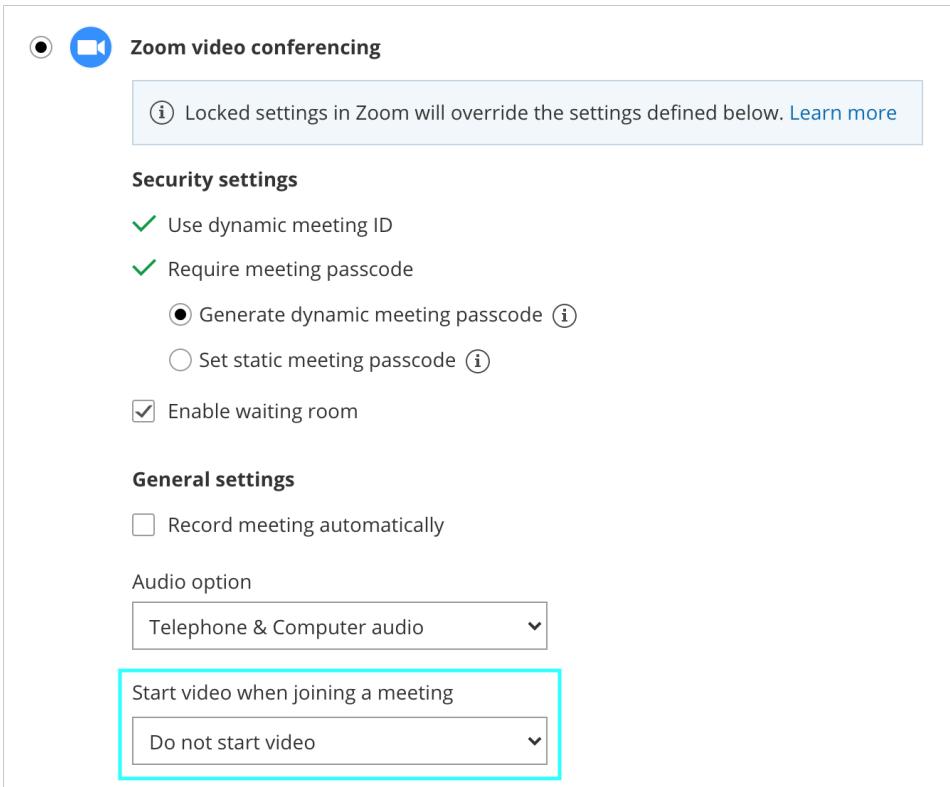 Zoom video conferencing
Locked settings in Zoom will override the settings defined below. Learn more
Security settings
Use dynamic meeting ID
Require meeting passcode
Generate dynamic meeting passcode
Set static meeting passcode
Enable waiting room
General settings
Record meeting automatically
Audio option
Telephone & Computer audio
Start video when joining a meeting
Do not start video